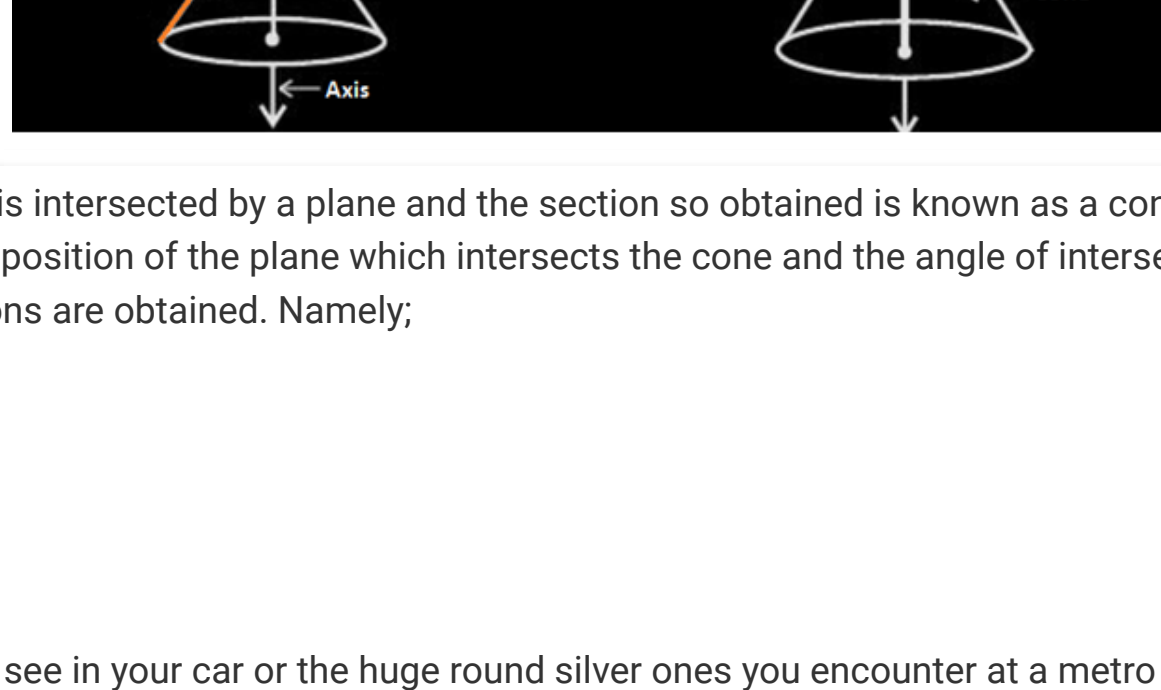 Axis
is intersected by a plane and the section so obtained is known as a con
position of the plane which intersects the cone and the angle of interse
ons are obtained. Namely;
see in your car or the huge round silver ones you encounter at a metro